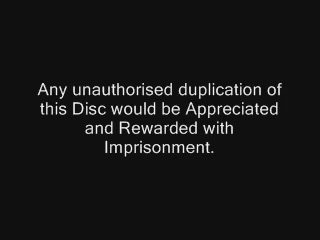 Any unauthorised duplication of
this Disc would be Appreciated
and Rewarded with
Imprisonment.